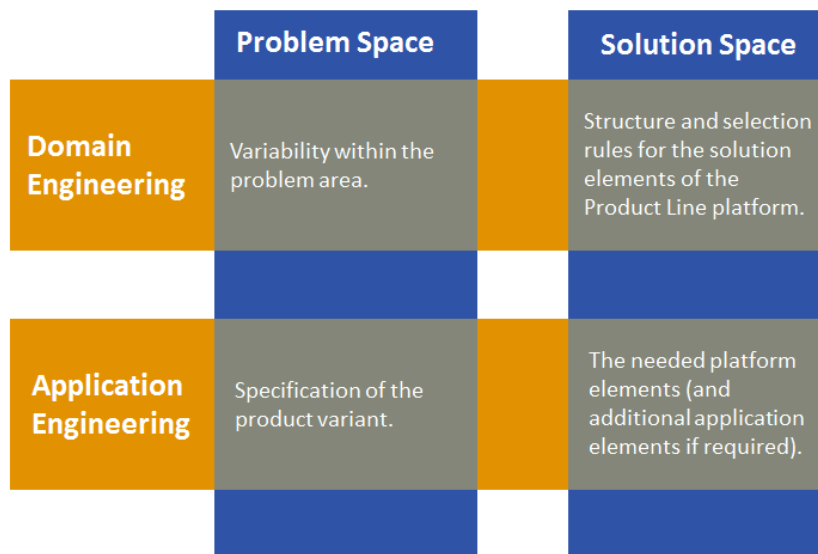 Problem Space
Solution Space
Domain
Engineering
Variability within the
problem area.
Structure and selection
rules for the solution
elements of the
Product Line platform.
Application
Engineering
Specification of the
product variant.
The needed platform
elements (and
additional application
elements if required).